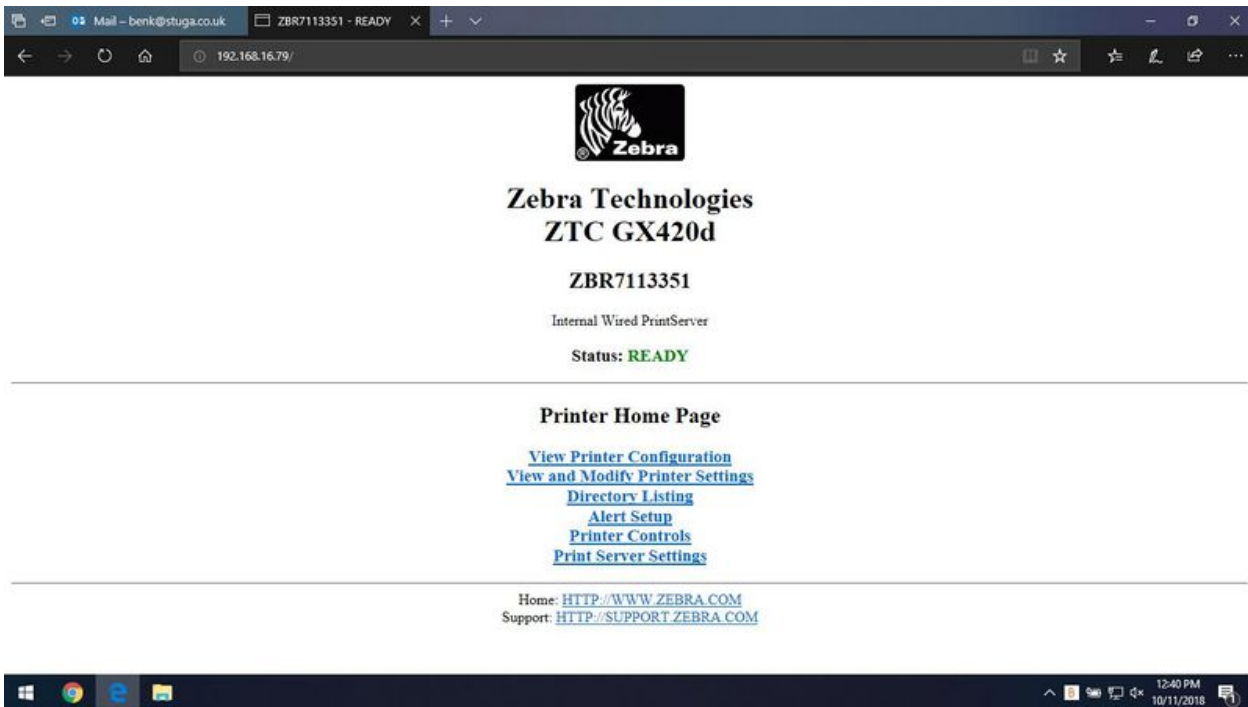 Mail – benk@stuga.co.uk
ZBR7113351 - READY
192.168.16.79/
Zebra
Zebra Technologies
ZTC GX420d
ZBR7113351
Internal Wired PrintServer
Status: READY
Printer Home Page
View Printer Configuration
View and Modify Printer Settings
Directory Listing
Alert Setup
Printer Controls
Print Server Settings
Home: HTTP://WWW.ZEBRA.COM
Support: HTTP://SUPPORT.ZEBRA.COM
12:40 PM
10/11/2018